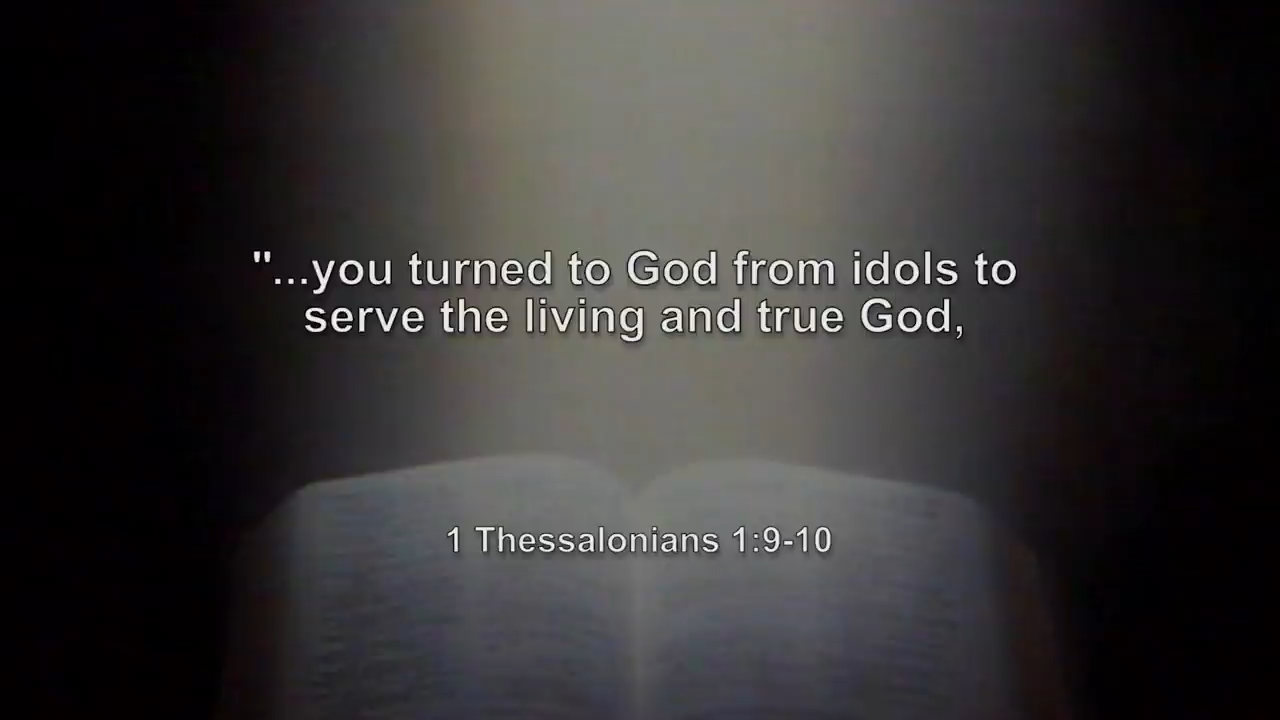 "...you turned to God from idols to
serve the living and true God,
1 Thessalonians 1:9-10